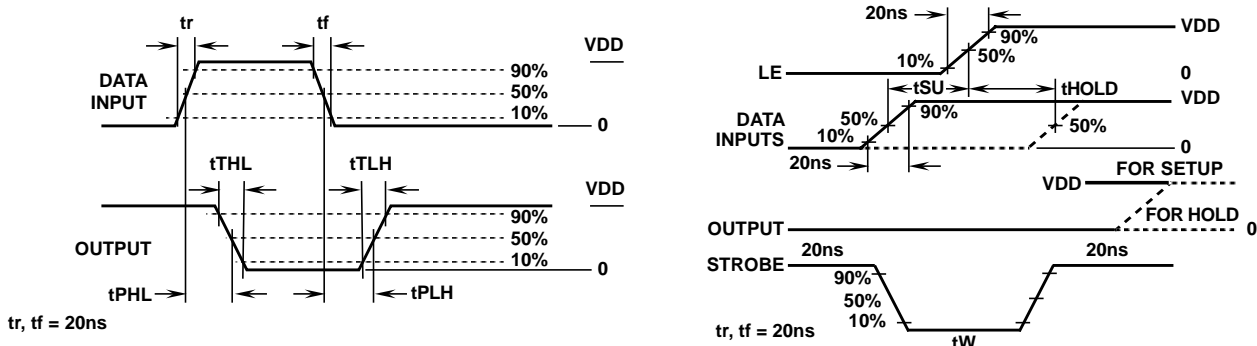 tr
tf
VDD
90%
50%
10%
DATA
INPUT
0
tTHL
tTLH
VDD
90%
50%
10%
OUTPUT
0
tPHL
tPLH
tr, tf = 20ns
20ns
VDD
90%
50%
10%
LE
0
tSU
tHOLD
VDD
90%
50%
10%
50%
DATA
INPUTS
0
20ns
FOR SETUP
VDD
FOR HOLD
0
OUTPUT
20ns
20ns
STROBE
90%
50%
10%
tr, tf = 20ns
tW